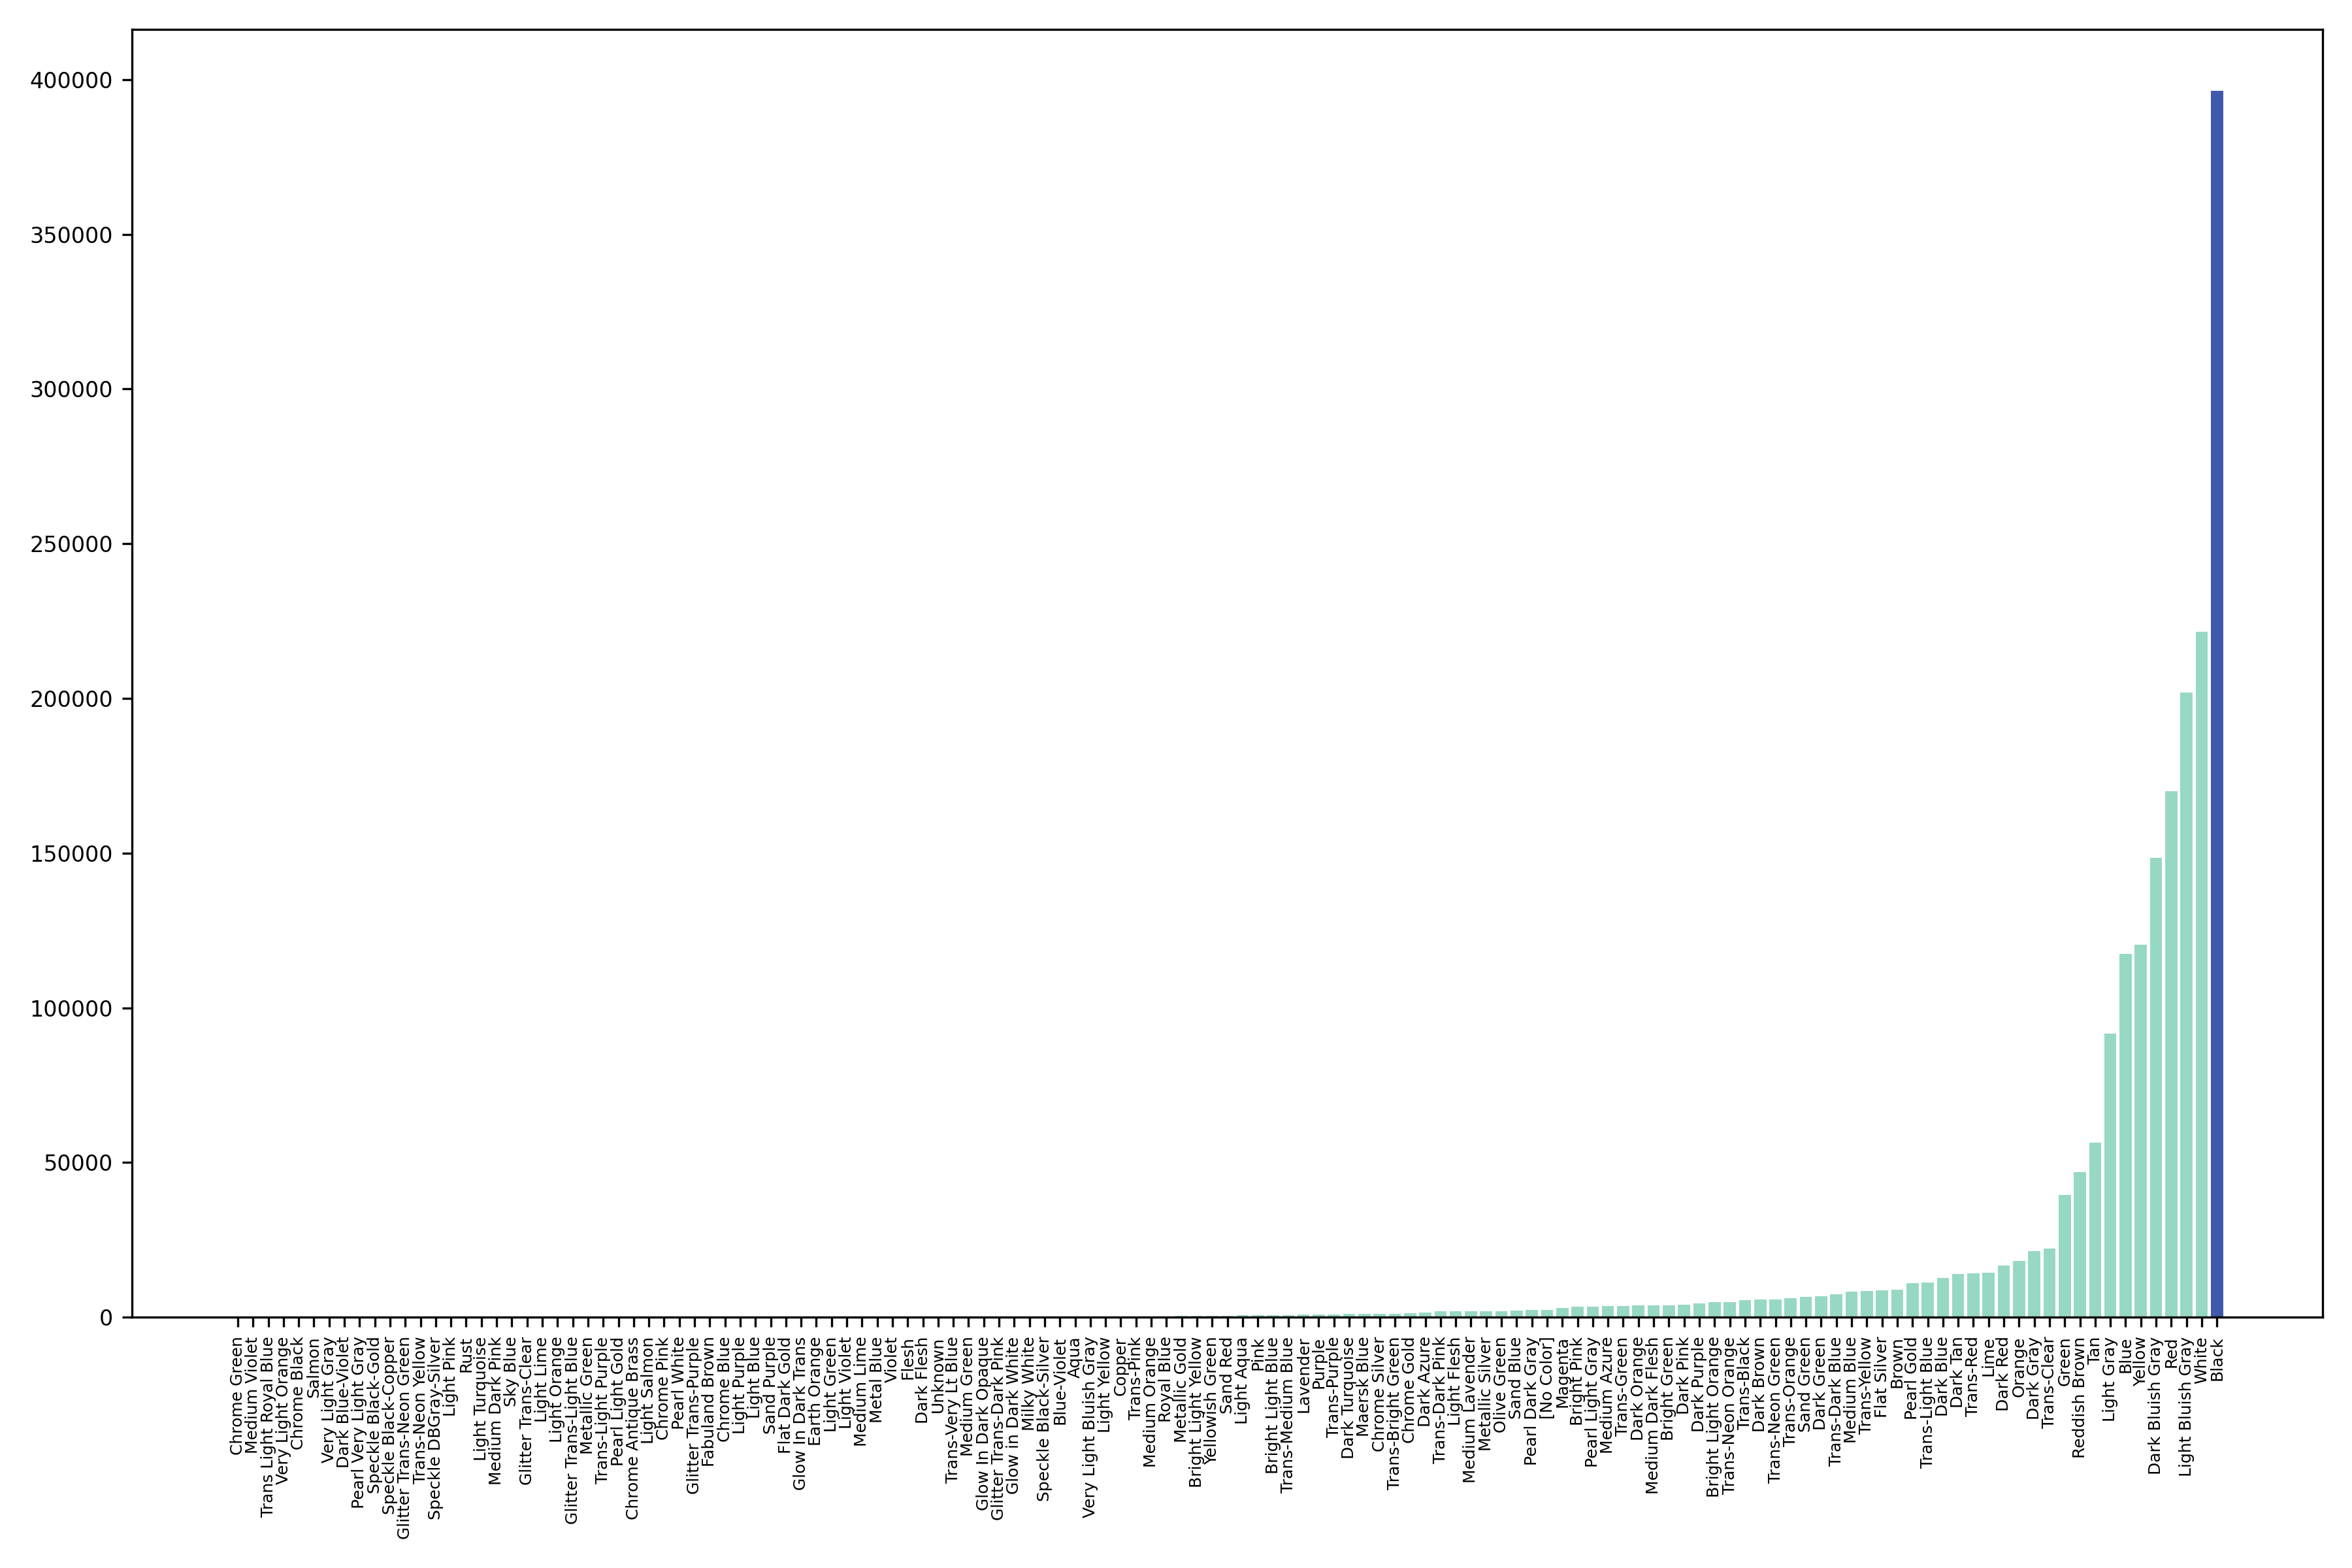 400000
350000
300000
250000
200000
150000
100000
50000
0
Chrome Green
Medium Violet
Trans Light Royal Blue
Very Light Orange
Chrome Black
Salmon
Very Light Gray
Dark Blue-Violet
Pearl Very Light Gray
Speckle Black-Gold
Speckle Black-Copper
Glitter Trans-Neon Green
Trans-Neon Yellow
Speckle DBGray-Silver
Light Pink
Rust
Light Turquoise
Medium Dark Pink
Sky Blue
Glitter Trans-Clear
Light Lime
Light Orange
Glitter Trans-Light Blue
Metallic Green
Trans-Light Purple
Pearl Light Gold
Chrome Antique Brass
Light Salmon
Chrome Pink
Pearl White
Glitter Trans-Purple
Fabuland Brown
Chrome Blue
Light Purple
Light Blue
Sand Purple
Flat Dark Gold
Glow In Dark Trans
Earth Orange
Light Green
Light Violet
Medium Lime
Metal Blue
Violet
Flesh
Dark Flesh
Unknown
Trans-Very Lt Blue
Medium Green
Glow In Dark Opaque
Glitter Trans-Dark Pink
Glow in Dark White
Milky White
Speckle Black-Silver
Blue-Violet
Aqua
Very Light Bluish Gray
Light Yellow
Copper
Trans-Pink
Medium Orange
Royal Blue
Metallic Gold
Bright Light Yellow
Yellowish Green
Sand Red
Light Aqua
Pink
Bright Light Blue
Trans-Medium Blue
Lavender
Purple
Trans-Purple
Dark Turquoise
Maersk Blue
Chrome Silver
Trans-Bright Green
Chrome Gold
Dark Azure
Trans-Dark Pink
Light Flesh
Medium Lavender
Metallic Silver
Olive Green
Sand Blue
Pearl Dark Gray
[No Color]
Magenta
Bright Pink
Pearl Light Gray
Medium Azure
Trans-Green
Dark Orange
Medium Dark Flesh
Bright Green
Dark Pink
Dark Purple
Bright Light Orange
Trans-Neon Orange
Trans-Black
Dark Brown
Trans-Neon Green
Trans-Orange
Sand Green
Dark Green
Trans-Dark Blue
Medium Blue
Trans-Yellow
Flat Silver
Brown
Pearl Gold
Trans-Light Blue
Dark Blue
Dark Tan
Trans-Red
Lime
Dark Red
Orange
Dark Gray
Trans-Clear
Green
Reddish Brown
Tan
Light Gray
Blue
Yellow
Dark Bluish Gray
Red
Light Bluish Gray
White
Black